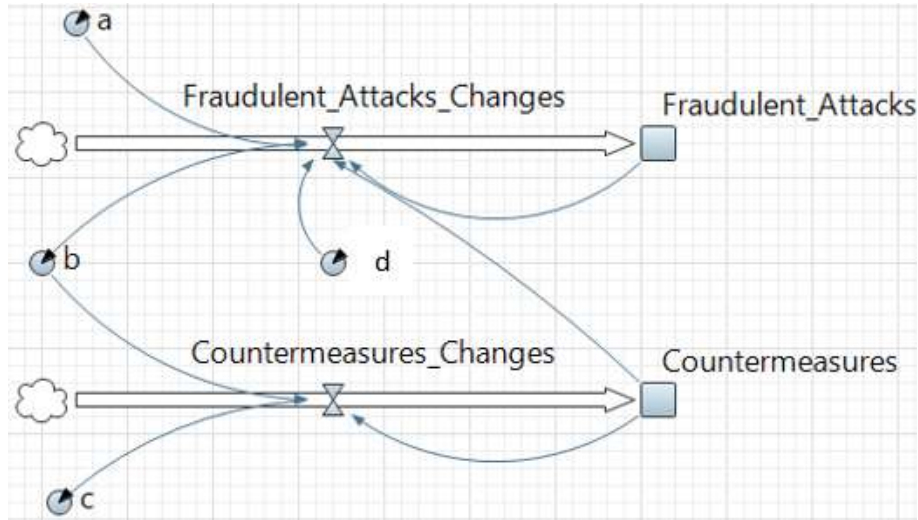 a
Fraudulent_Attacks_Changes
Fraudulent_Attacks
b
d
Countermeasures_Changes
Countermeasures
c